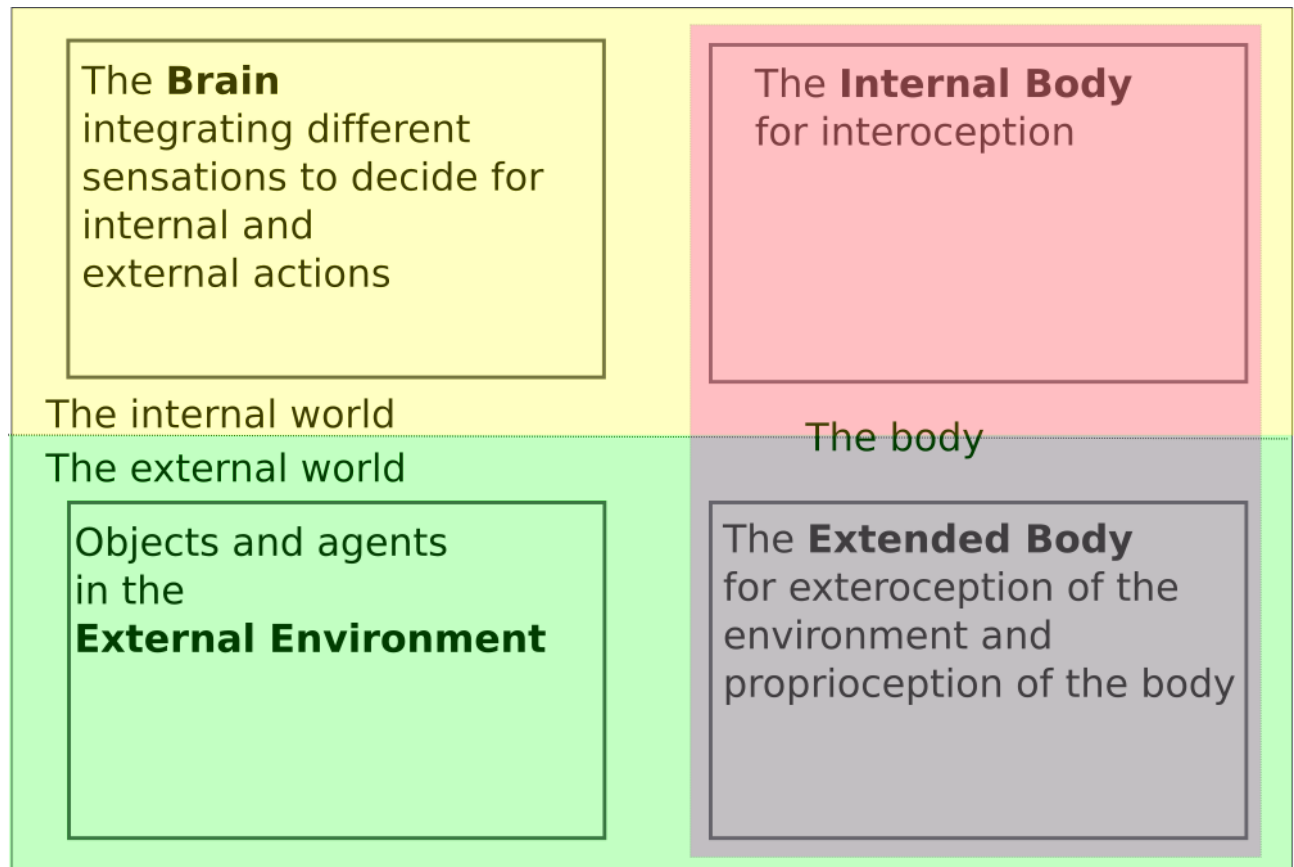 The Brain
integrating different
sensations to decide for
internal and
external actions
The Internal Body
for interoception
The internal world
The body
The external world
Objects and agents
in the
External Environment
The Extended Body
for exteroception of the
environment and
proprioception of the body